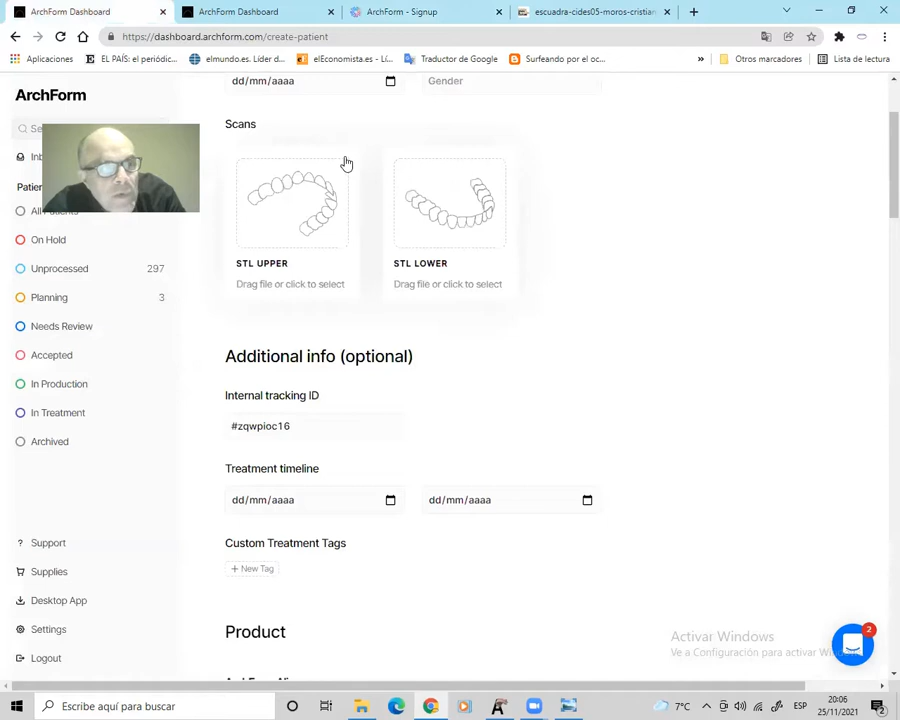 ArchForm Dashboard
ArchForm Dashboard
ArchForm - Signup
escuadra-cides05-moros-cristian
https://dashboard.archform.com/create-patient
Aplicaciones
EL PAÍS: el periódic...
elmundo.es. Líder d...
elEconomista.es - Lí...
Traductor de Google
Surfeando por el oc...
»
Otros marcadores
Lista de lectura
ArchForm
dd/mm/aaaa
Gender
Se
Scans
Inb
Patien
All Patients
On Hold
Unprocessed 297
Planning 3
Needs Review
Accepted
In Production
In Treatment
Archived
STL UPPER
Drag file or click to select
STL LOWER
Drag file or click to select
Additional info (optional)
Internal tracking ID
#zqwpioc16
Treatment timeline
dd/mm/aaaa
dd/mm/aaaa
Custom Treatment Tags
+ New Tag
Product
? Support
Supplies
Desktop App
Settings
Logout
Activar Windows
Ve a Configuración para activar Windows
2
Escribe aquí para buscar
7°C
ESP
20:06
25/11/2021
2